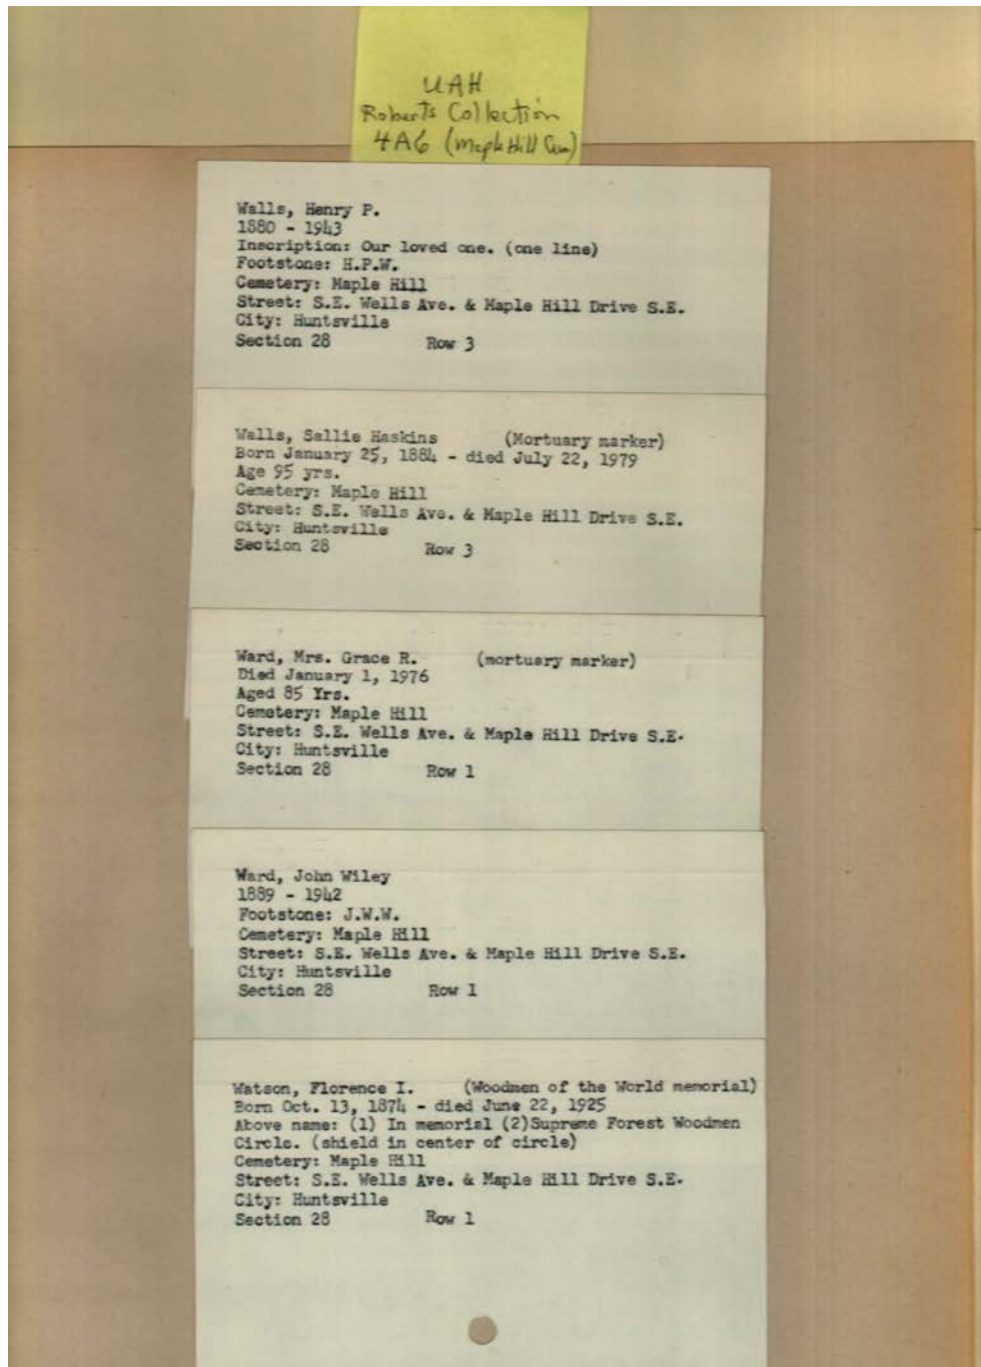 UAH
Roberts Collection
4A6 (Maple Hill Cem)
Walls, Henry P.
1880 - 1943
Inscription: Our loved one. (one line)
Footstone: H.P.W.
Cemetery: Maple Hill
Street: S.E. Wells Ave. & Maple Hill Drive S.E.
City: Huntsville
Section 28 Row 3
Walls, Sallie Haskins (Mortuary marker)
Born January 25, 1884 - died July 22, 1979
Age 95 yrs.
Cemetery: Maple Hill
Street: S.E. Wells Ave. & Maple Hill Drive S.E.
City: Huntsville
Section 28 Row 3
Ward, Mrs. Grace R. (mortuary marker)
Died January 1, 1976
Aged 85 Yrs.
Cemetery: Maple Hill
Street: S.E. Wells Ave. & Maple Hill Drive S.E.
City: Huntsville
Section 28 Row 1
Ward, John Wiley
1889 - 1942
Footstone: J.W.W.
Cemetery: Maple Hill
Street: S.E. Wells Ave. & Maple Hill Drive S.E.
City: Huntsville
Section 28 Row 1
Watson, Florence I. (Woodmen of the World memorial)
Born Oct. 13, 1874 - died June 22, 1925
Above name: (1) In memorial (2)Supreme Forest Woodmen
Circle. (shield in center of circle)
Cemetery: Maple Hill
Street: S.E. Wells Ave. & Maple Hill Drive S.E.
City: Huntsville
Section 28 Row 1